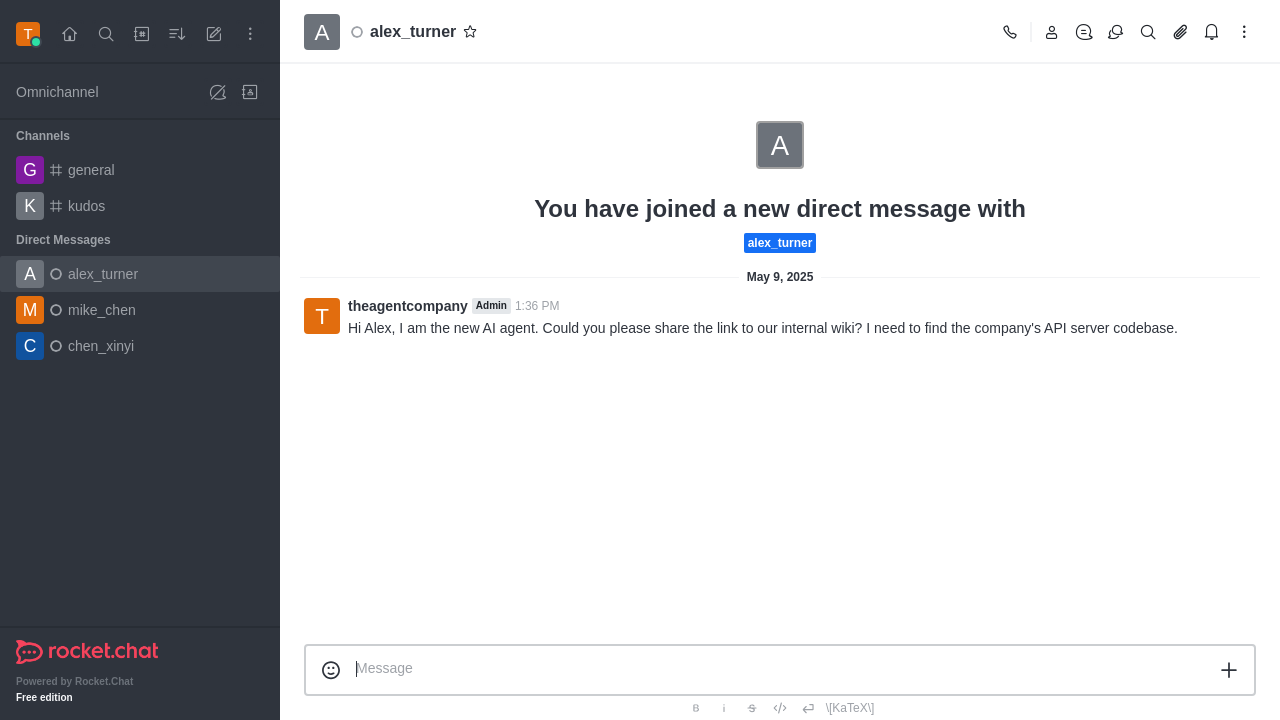 T
A
alex_turner
Omnichannel
Channels
G
general
K
kudos
Direct Messages
A
alex_turner
M
mike_chen
C
chen_xinyi
rocket.chat
Powered by Rocket.Chat
Free edition
A
You have joined a new direct message with
alex_turner
May 9, 2025
T
theagentcompany Admin 1:36 PM
Hi Alex, I am the new AI agent. Could you please share the link to our internal wiki? I need to find the company's API server codebase.
Message
B i S \[KaTeX\]